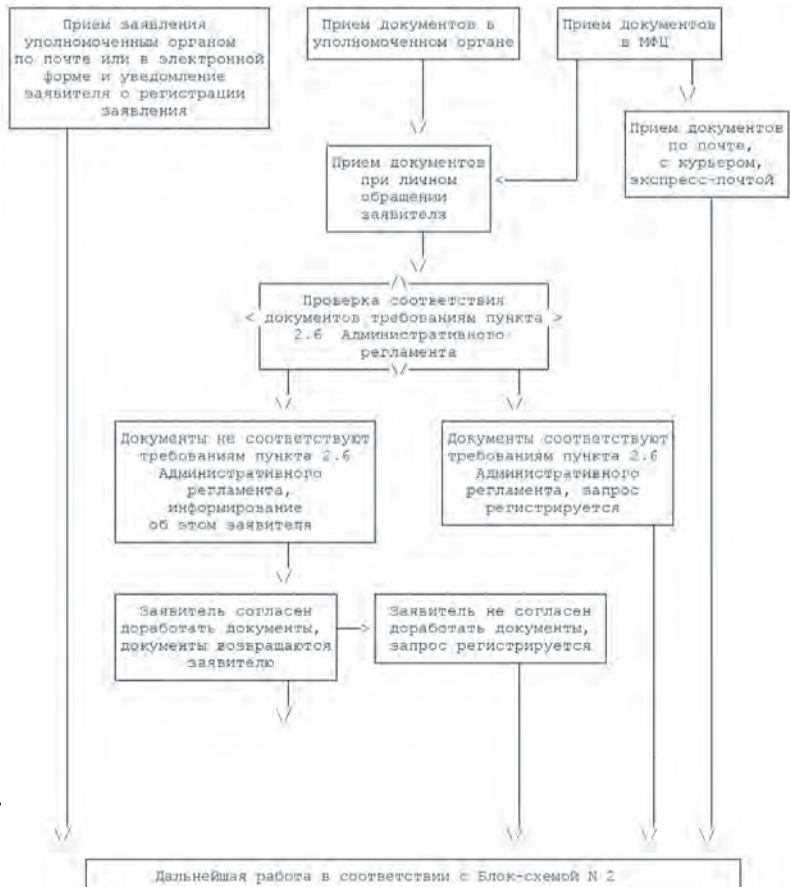 Прием заявления
уполномоченным органом
по почте или в электронной
форме и уведомление
заявителя о регистрации
заявления
Прием документов в
уполномоченном органе
Прием документов
в МФЦ
Прием документов
по почте,
с курьером,
экспресс-почтой
Прием документов
при личном
обращении
заявителя
Проверка соответствия
< документов требованиям пункта >
2.6 Административного
регламента
Документы не соответствуют
требованиям пункта 2.6
Административного
регламента,
информирование
об этом заявителя
Документы соответствуют
требованиям пункта 2.6
Административного
регламента, запрос
регистрируется
Заявитель согласен
доработать документы,
документы возвращаются
заявителю
Заявитель не согласен
доработать документы,
запрос регистрируется
Дальнейшая работа в соответствии с Блок-схемой N 2